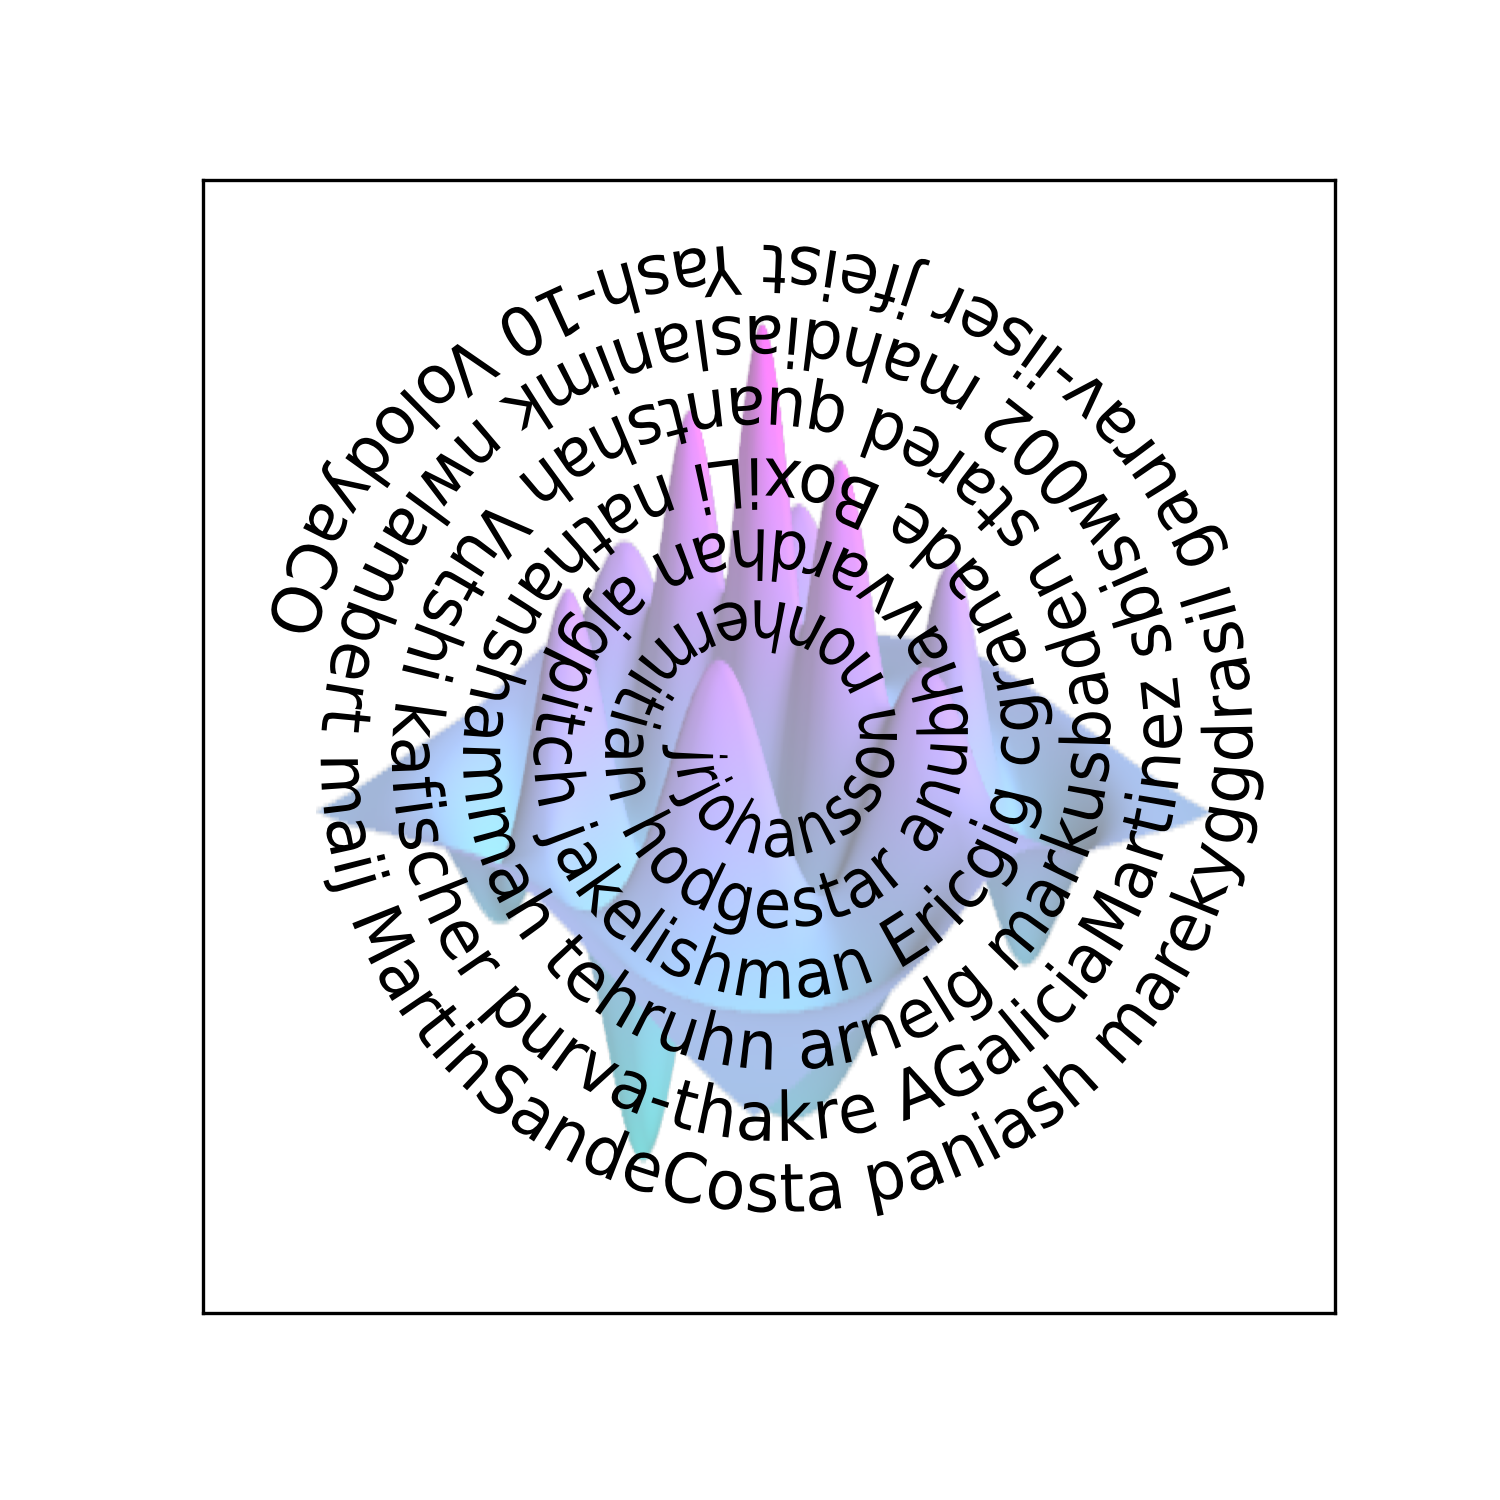 jrjohansson nonhermitian hodgestar anubhavvardhan ajgpitch jakelishman Ericgig cgranade BoxiLi nathanshammah tehruhn arnelg markusbaden stared quantshah Vutshi kafischer purva-thakre AGaliciaMartinez sbisw002 mahdiaslanimk nwlambert maij MartinSandeCosta paniash marekyggdrasil gaurav-iiser jfeist Yash-10 VolodyaCO